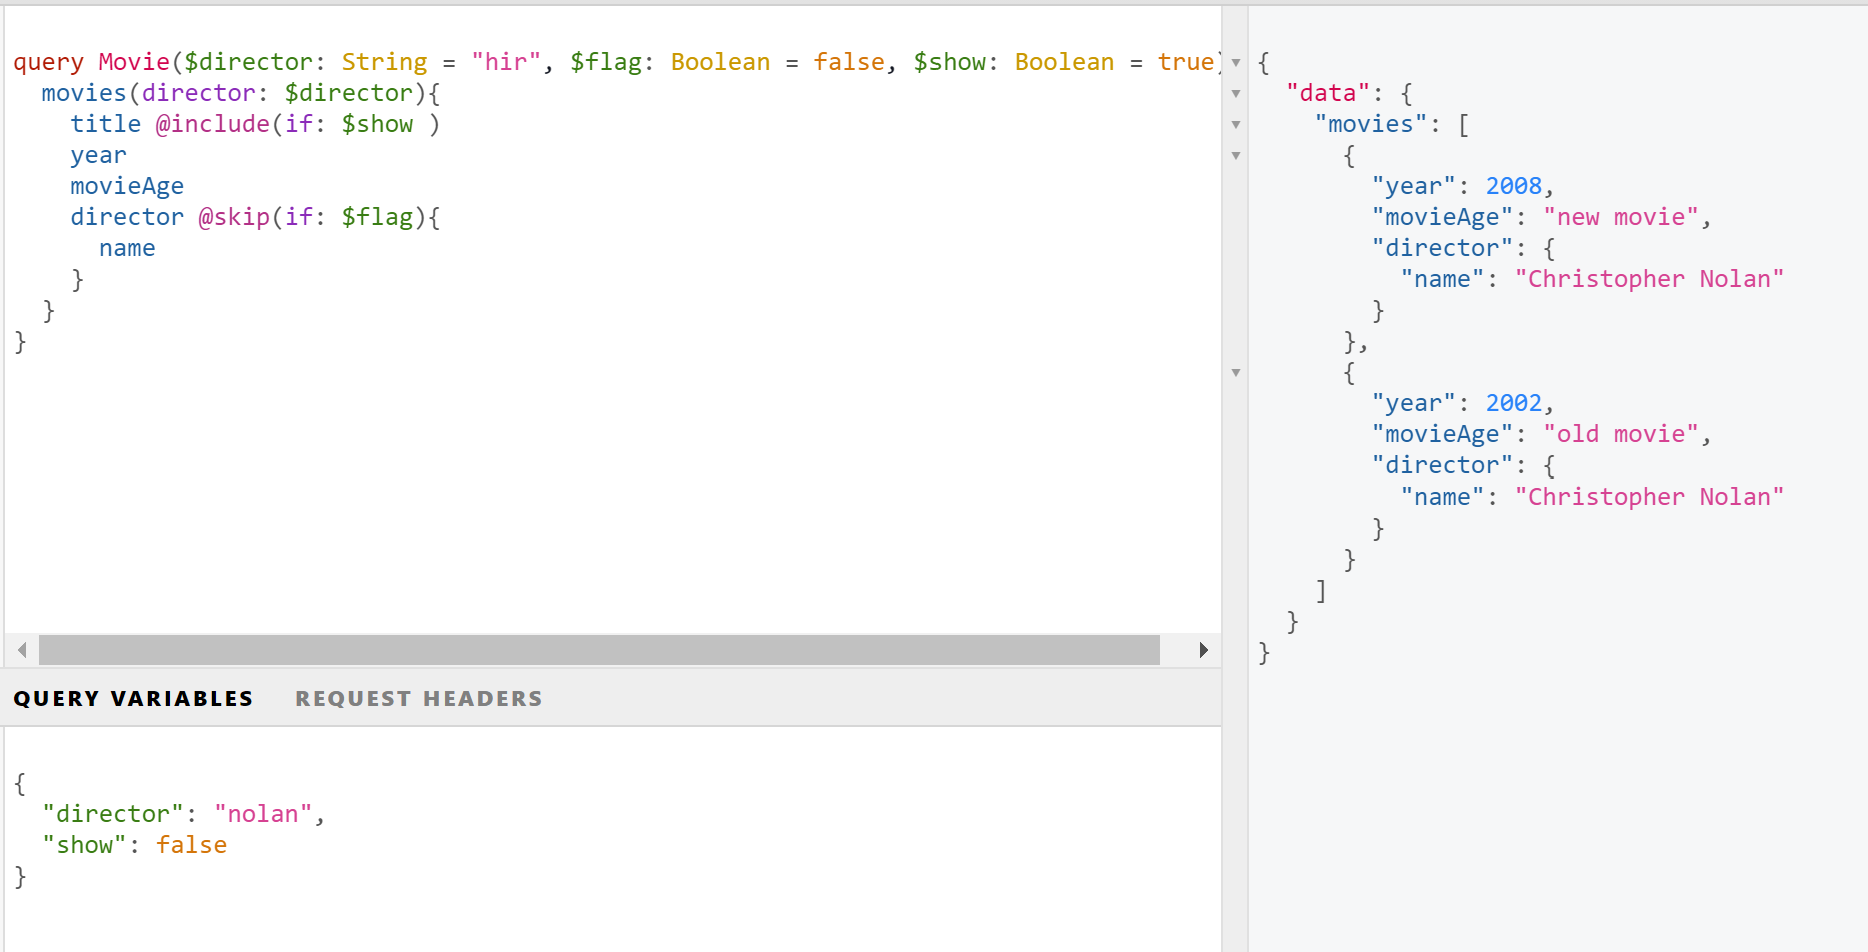 query Movie($director: String = "hir", $flag: Boolean = false, $show: Boolean = true)
  movies(director: $director){
    title @include(if: $show )
    year
    movieAge
    director @skip(if: $flag){
      name
    }
  }
}
QUERY VARIABLES REQUEST HEADERS
{
  "director": "nolan",
  "show": false
}
{
  "data": {
    "movies": [
      {
        "year": 2008,
        "movieAge": "new movie",
        "director": {
          "name": "Christopher Nolan"
        }
      },
      {
        "year": 2002,
        "movieAge": "old movie",
        "director": {
          "name": "Christopher Nolan"
        }
      }
    ]
  }
}